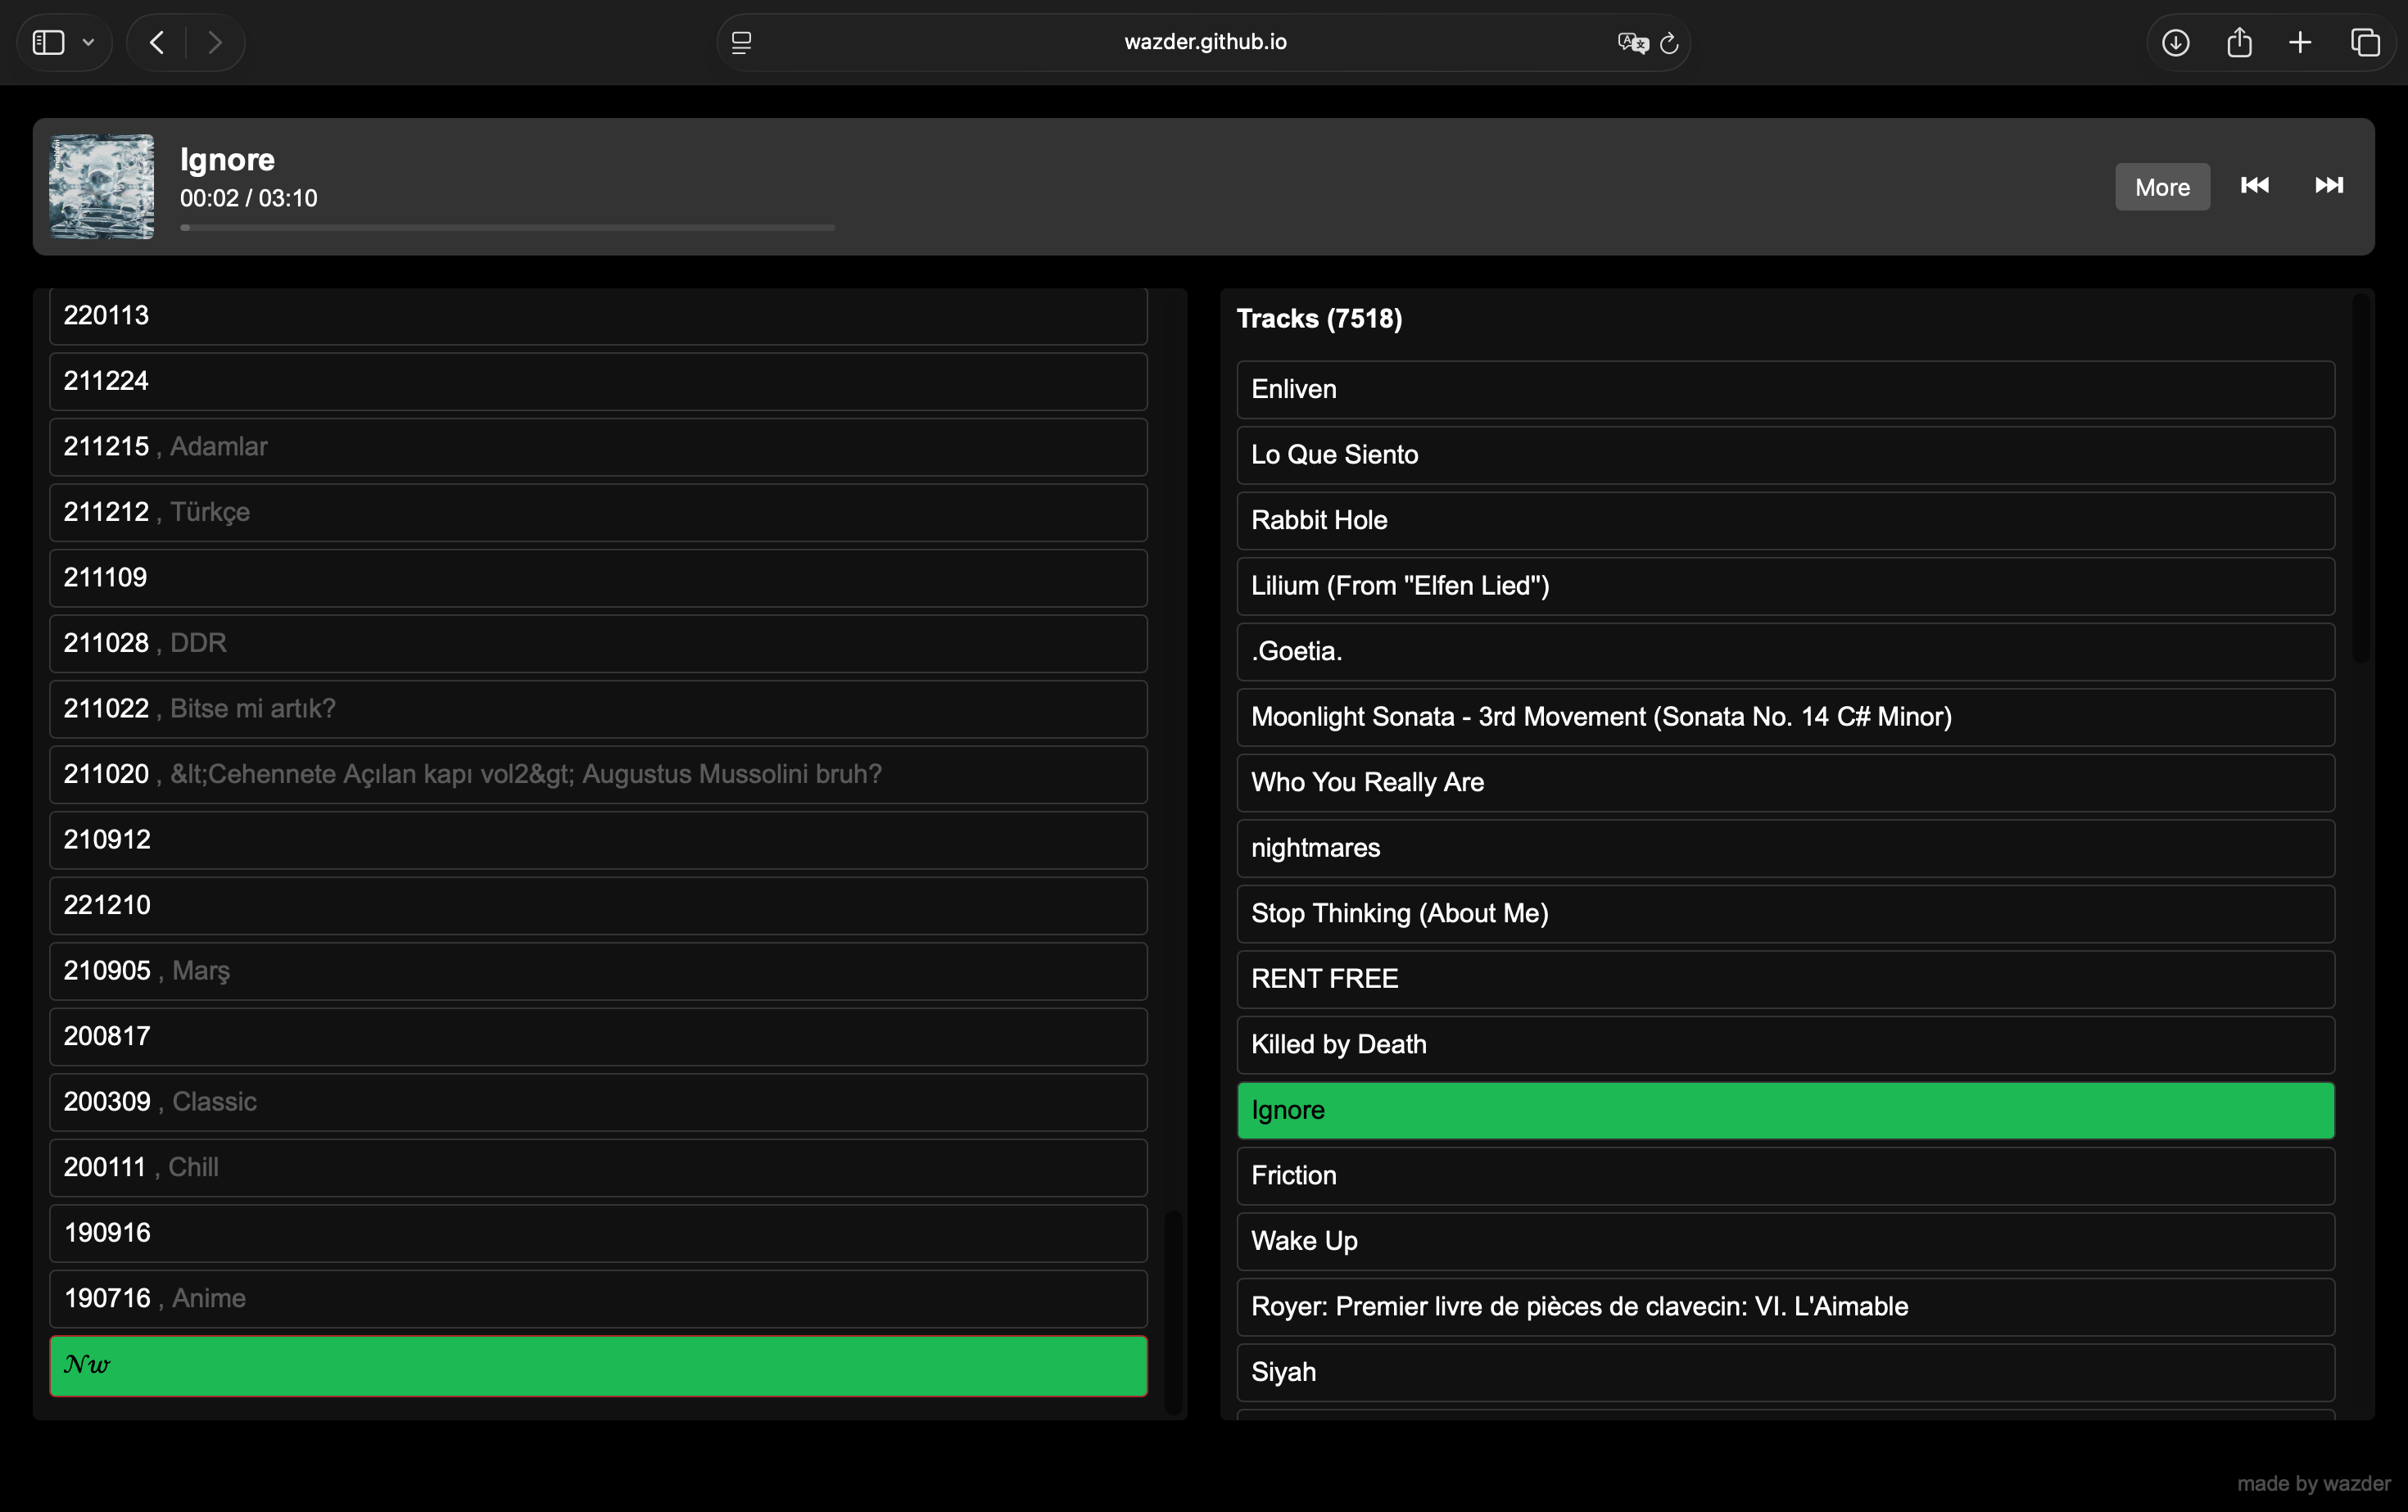 wazder.github.io
Ignore
00:02 / 03:10
More
220113
211224
211215 , Adamlar
211212 , Türkçe
211109
211028 , DDR
211022 , Bitse mi artık?
211020 , &lt;Cehennete Açılan kapı vol2&gt; Augustus Mussolini bruh?
210912
221210
210905 , Marş
200817
200309 , Classic
200111 , Chill
190916
190716 , Anime
𝓝𝔀
Tracks (7518)
Enliven
Lo Que Siento
Rabbit Hole
Lilium (From "Elfen Lied")
.Goetia.
Moonlight Sonata - 3rd Movement (Sonata No. 14 C# Minor)
Who You Really Are
nightmares
Stop Thinking (About Me)
RENT FREE
Killed by Death
Ignore
Friction
Wake Up
Royer: Premier livre de pièces de clavecin: VI. L'Aimable
Siyah
made by wazder